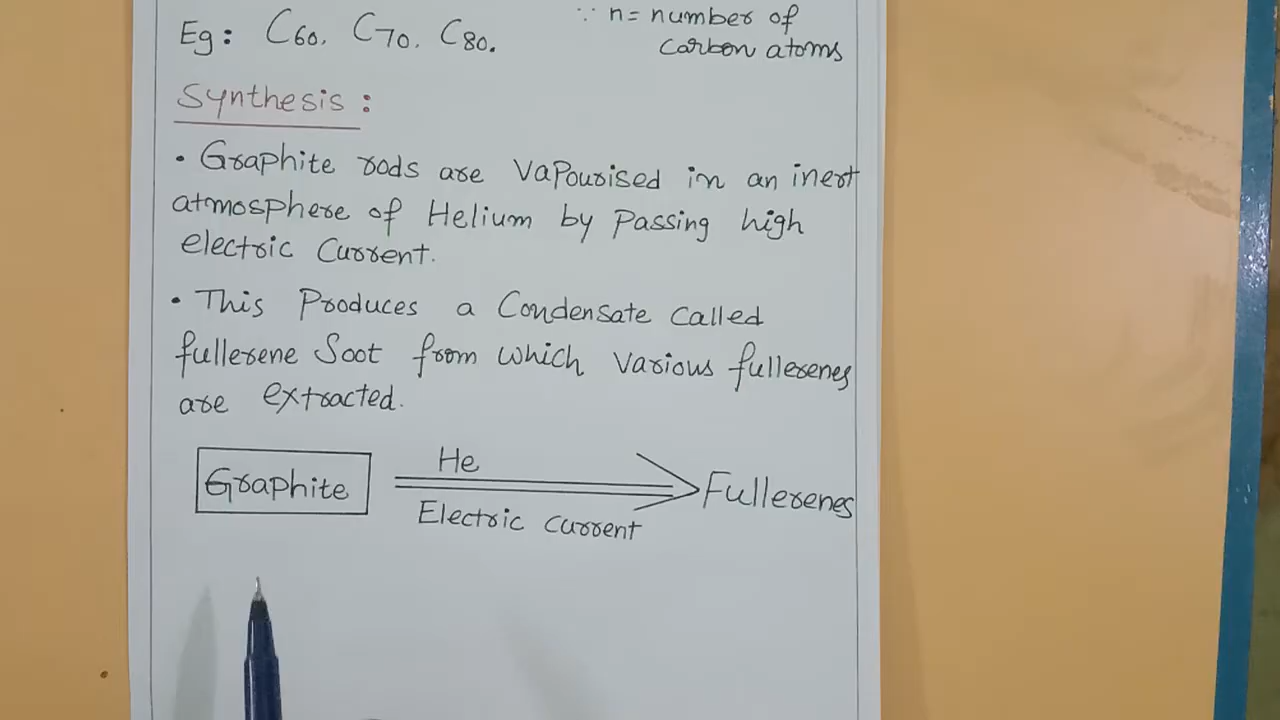 Eg: C60, C70, C80.
∵ n = number of
carbon atoms
Synthesis:
• Graphite rods are Vapourised in an inert
atmosphere of Helium by passing high
electric current.
• This Produces a Condensate called
fullerene Soot from which various fullerenes
are extracted.
He
Graphite
Fullerenes
Electric current